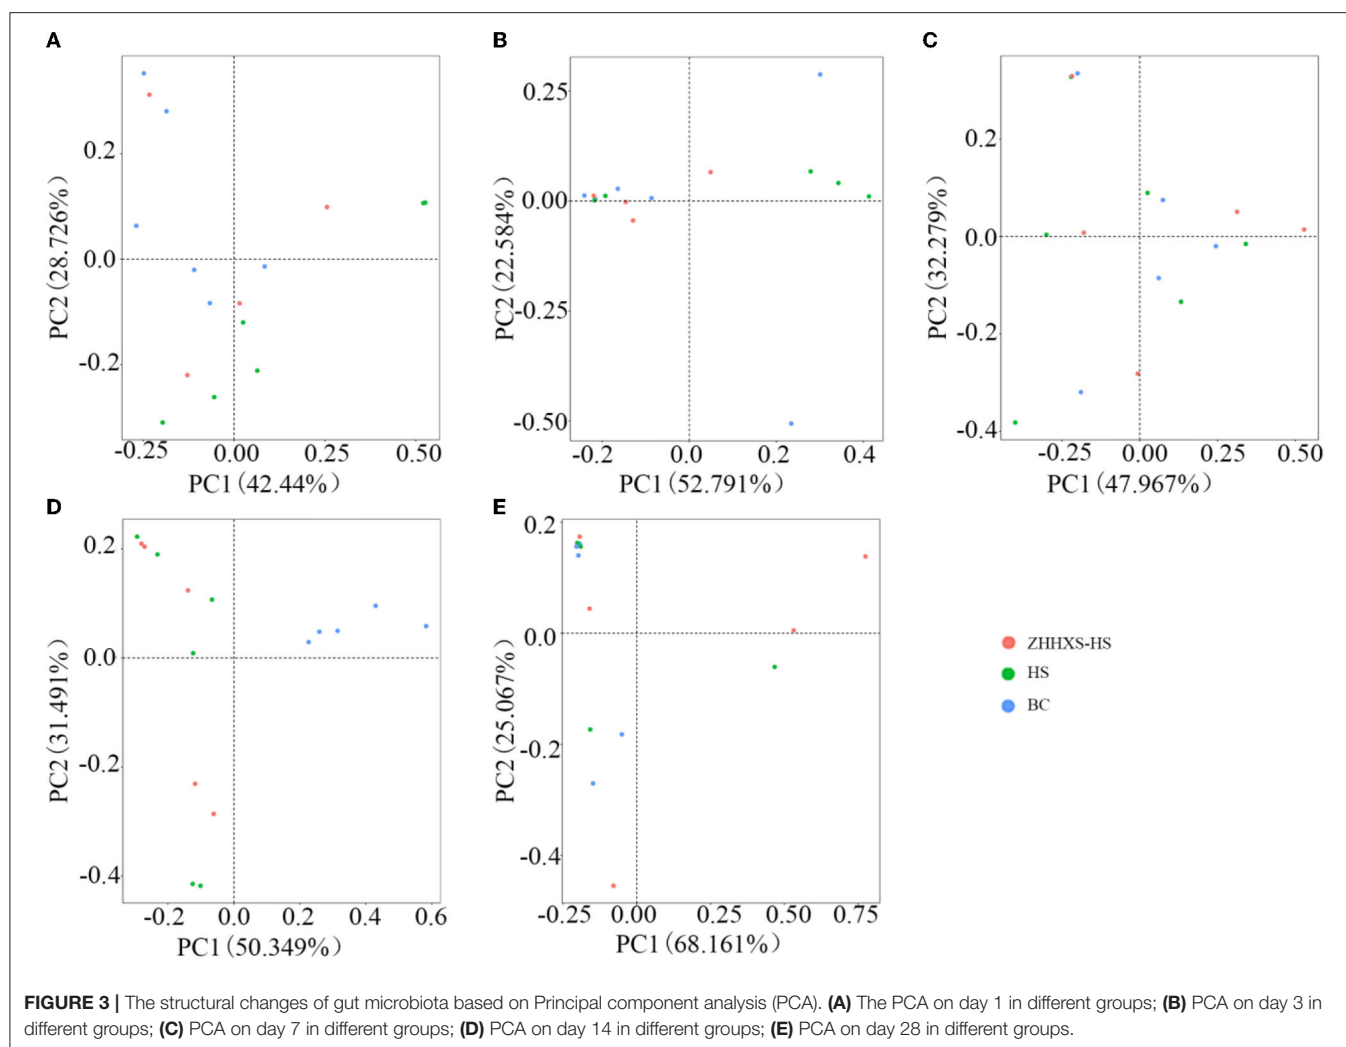 A
PC2(28.726%)
0.2
0.0
-0.2
-0.25 0.00 0.25 0.50
PC1(42.44%)
B
PC2(22.584%)
0.25
0.00
-0.25
-0.50
-0.2 0.0 0.2 0.4
PC1(52.791%)
C
PC2(32.279%)
0.2
0.0
-0.2
-0.4
-0.25 0.00 0.25 0.50
PC1(47.967%)
D
PC2(31.491%)
0.2
0.0
-0.2
-0.4
-0.2 0.0 0.2 0.4 0.6
PC1(50.349%)
E
PC2(25.067%)
0.2
0.0
-0.2
-0.4
-0.25 0.00 0.25 0.50 0.75
PC1(68.161%)
ZHHXS-HS
HS
BC
FIGURE 3 | The structural changes of gut microbiota based on Principal component analysis (PCA). (A) The PCA on day 1 in different groups; (B) PCA on day 3 in
different groups; (C) PCA on day 7 in different groups; (D) PCA on day 14 in different groups; (E) PCA on day 28 in different groups.